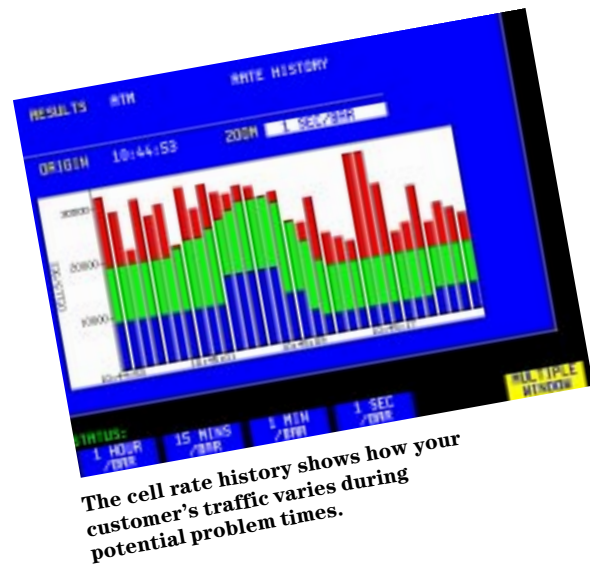 RATE HISTORY
RESULTS ATM
ORIGIN 10:44:53 ZOOM 1 SEC/BAR
30000
20000
10000
STATUS:
1 HOUR /BAR
15 MINS /BAR
1 MIN /BAR
1 SEC /BAR
MULTIPLE WINDOW
The cell rate history shows how your
customer's traffic varies during
potential problem times.